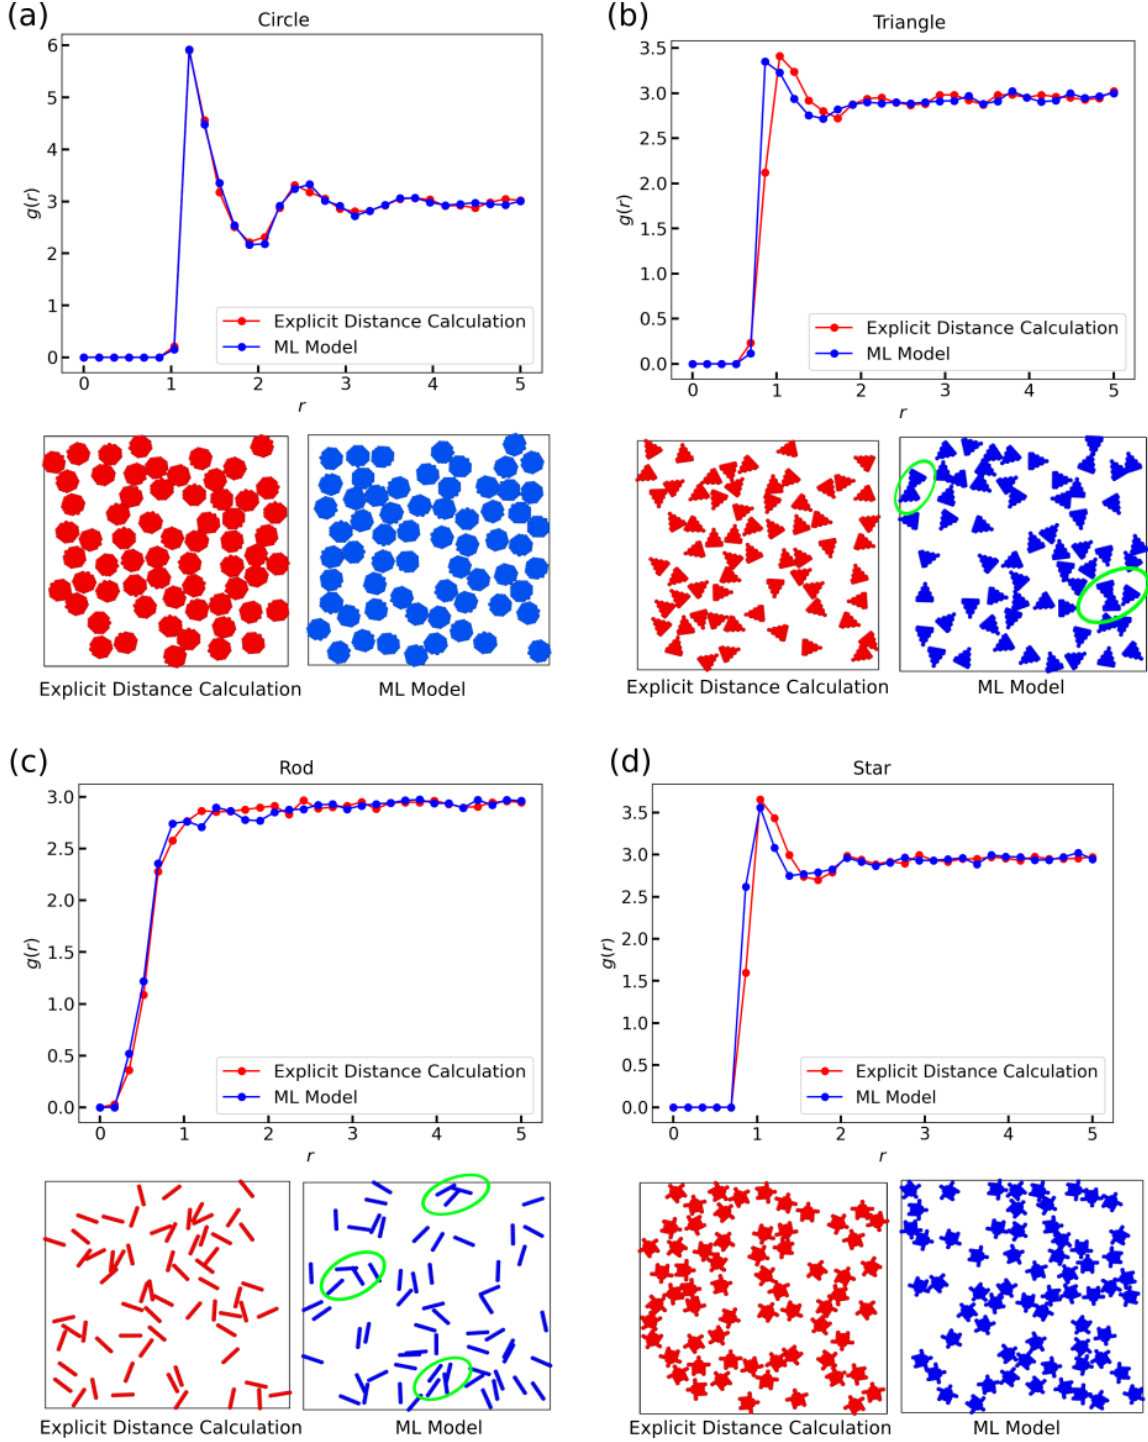 (a)
Circle
6
5
4
3
2
1
0
g(r)
Explicit Distance Calculation
ML Model
0 1 2 3 4 5
r
Explicit Distance Calculation
ML Model
(b)
Triangle
3.5
3.0
2.5
2.0
1.5
1.0
0.5
0.0
g(r)
Explicit Distance Calculation
ML Model
0 1 2 3 4 5
r
Explicit Distance Calculation
ML Model
(c)
Rod
3.0
2.5
2.0
1.5
1.0
0.5
0.0
g(r)
Explicit Distance Calculation
ML Model
0 1 2 3 4 5
r
Explicit Distance Calculation
ML Model
(d)
Star
3.5
3.0
2.5
2.0
1.5
1.0
0.5
0.0
g(r)
Explicit Distance Calculation
ML Model
0 1 2 3 4 5
r
Explicit Distance Calculation
ML Model